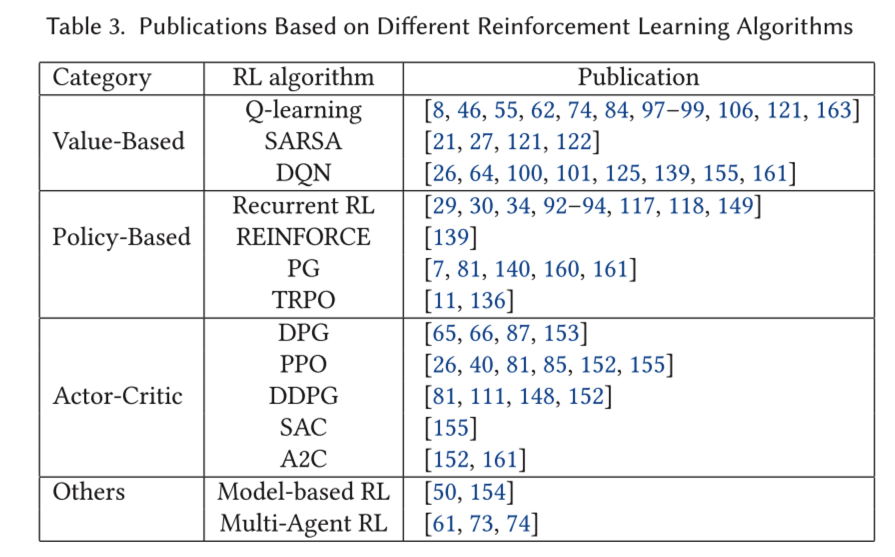 Table 3. Publications Based on Different Reinforcement Learning Algorithms
Category RL algorithm Publication
Q-learning [8, 46, 55, 62, 74, 84, 97–99, 106, 121, 163]
Value-Based SARSA [21, 27, 121, 122]
DQN [26, 64, 100, 101, 125, 139, 155, 161]
Recurrent RL [29, 30, 34, 92–94, 117, 118, 149]
Policy-Based REINFORCE [139]
PG [7, 81, 140, 160, 161]
TRPO [11, 136]
DPG [65, 66, 87, 153]
PPO [26, 40, 81, 85, 152, 155]
Actor-Critic DDPG [81, 111, 148, 152]
SAC [155]
A2C [152, 161]
Others Model-based RL [50, 154]
Multi-Agent RL [61, 73, 74]